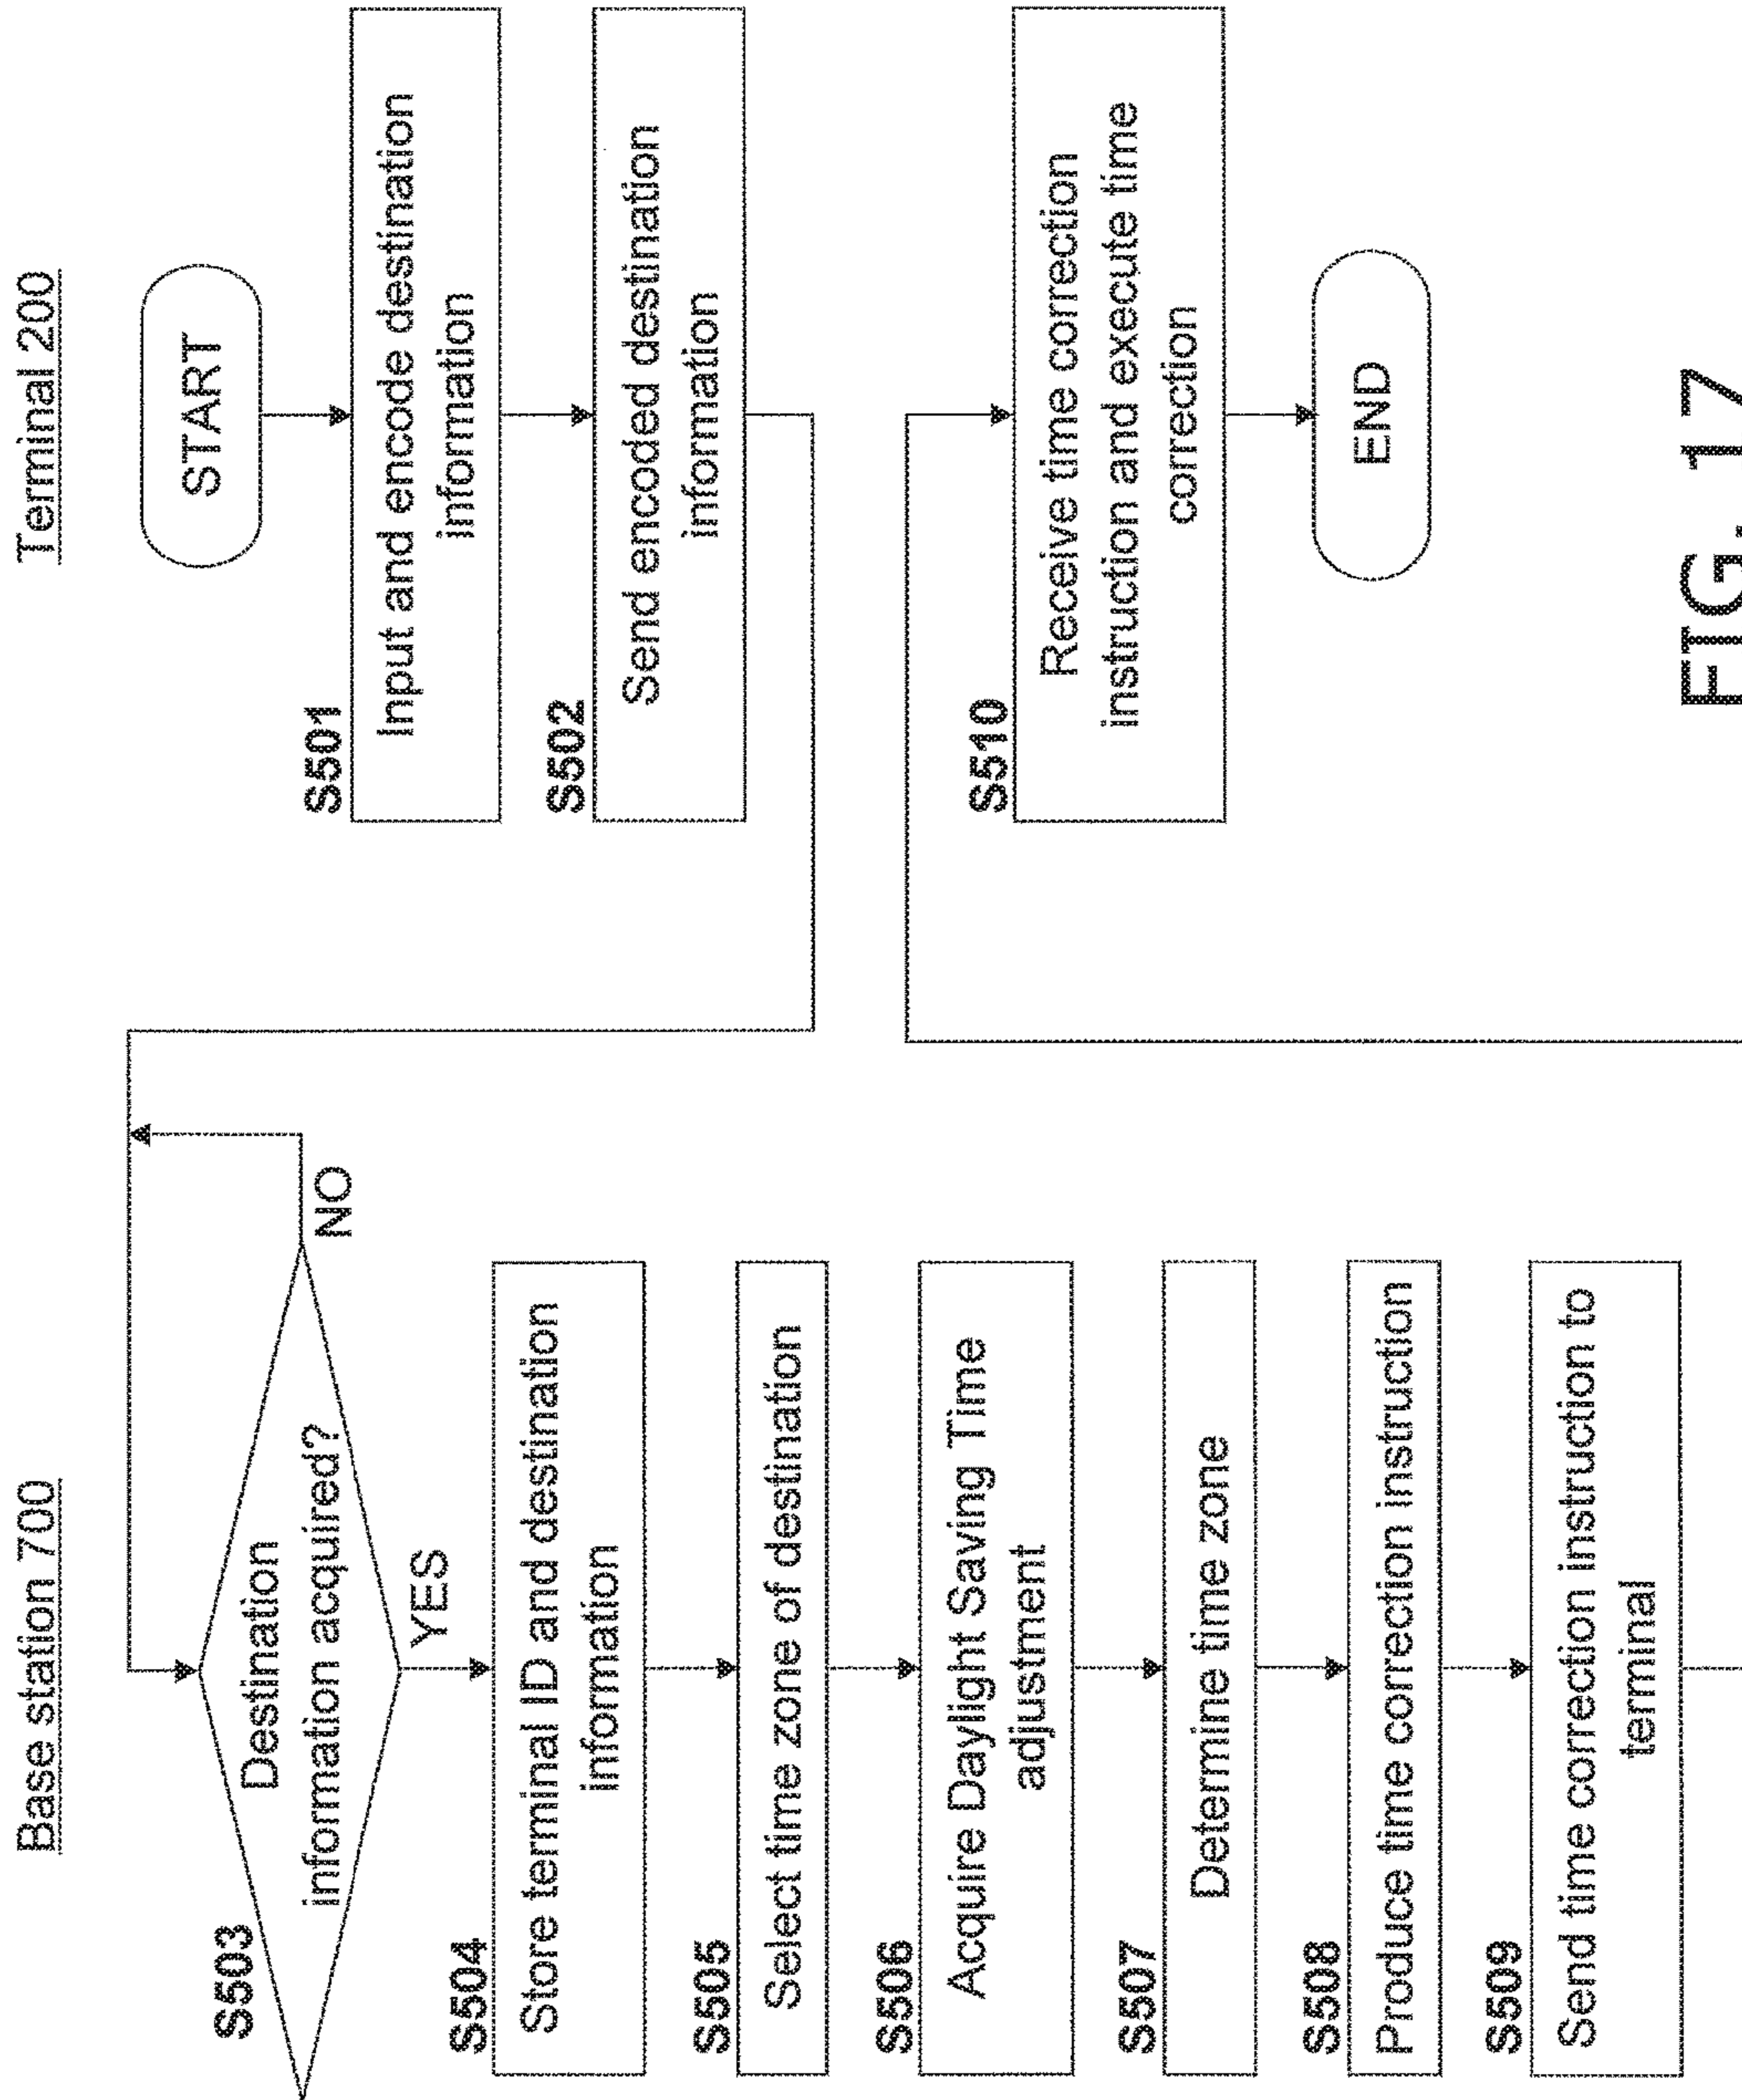 Base station 700
S503
Destination
information acquired?
NO
YES
S504
Store terminal ID and destination
information
S505
Select time zone of destination
S506
Acquire Daylight Saving Time
adjustment
S507
Determine time zone
S508
Produce time correction instruction
S509
Send time correction instruction to
terminal
Terminal 200
START
S501
Input and encode destination
information
S502
Send encoded destination
information
S510
Receive time correction
instruction and execute time
correction
END
FIG. 17